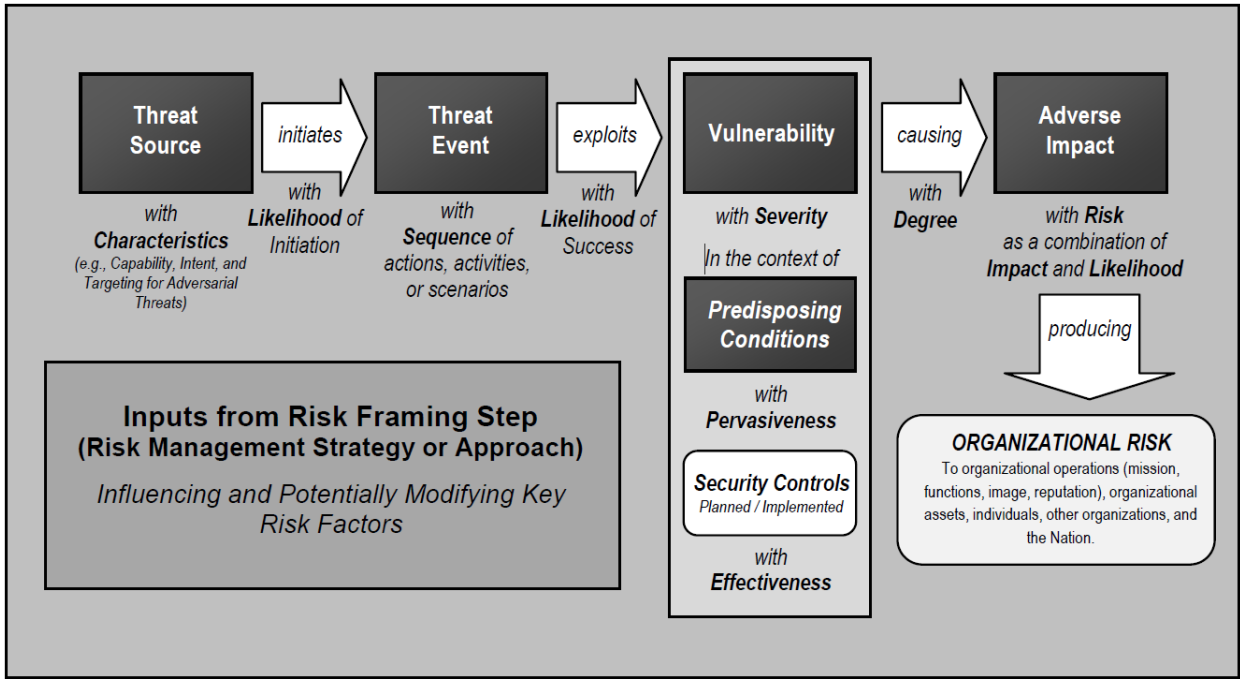 Threat
Source
initiates
Threat
Event
exploits
Vulnerability
causing
Adverse
Impact
with
Characteristics
(e.g., Capability, Intent, and
Targeting for Adversarial
Threats)
with
Likelihood of
Initiation
with
Sequence of
actions, activities,
or scenarios
with
Likelihood of
Success
with Severity
In the context of
Predisposing
Conditions
with
Pervasiveness
Security Controls
Planned / Implemented
with
Effectiveness
with
Degree
with Risk
as a combination of
Impact and Likelihood
producing
ORGANIZATIONAL RISK
To organizational operations (mission,
functions, image, reputation), organizational
assets, individuals, other organizations, and
the Nation.
Inputs from Risk Framing Step
(Risk Management Strategy or Approach)
Influencing and Potentially Modifying Key
Risk Factors